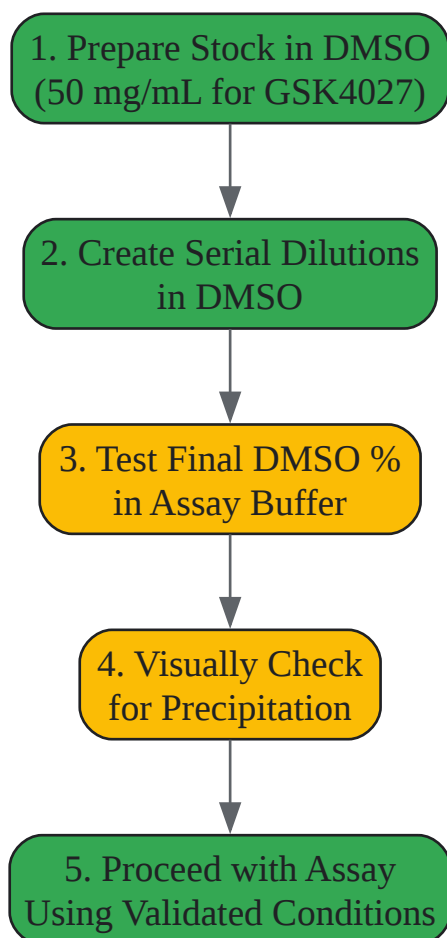 1. Prepare Stock in DMSO
(50 mg/mL for GSK4027)
2. Create Serial Dilutions
in DMSO
3. Test Final DMSO %
in Assay Buffer
4. Visually Check
for Precipitation
5. Proceed with Assay
Using Validated Conditions